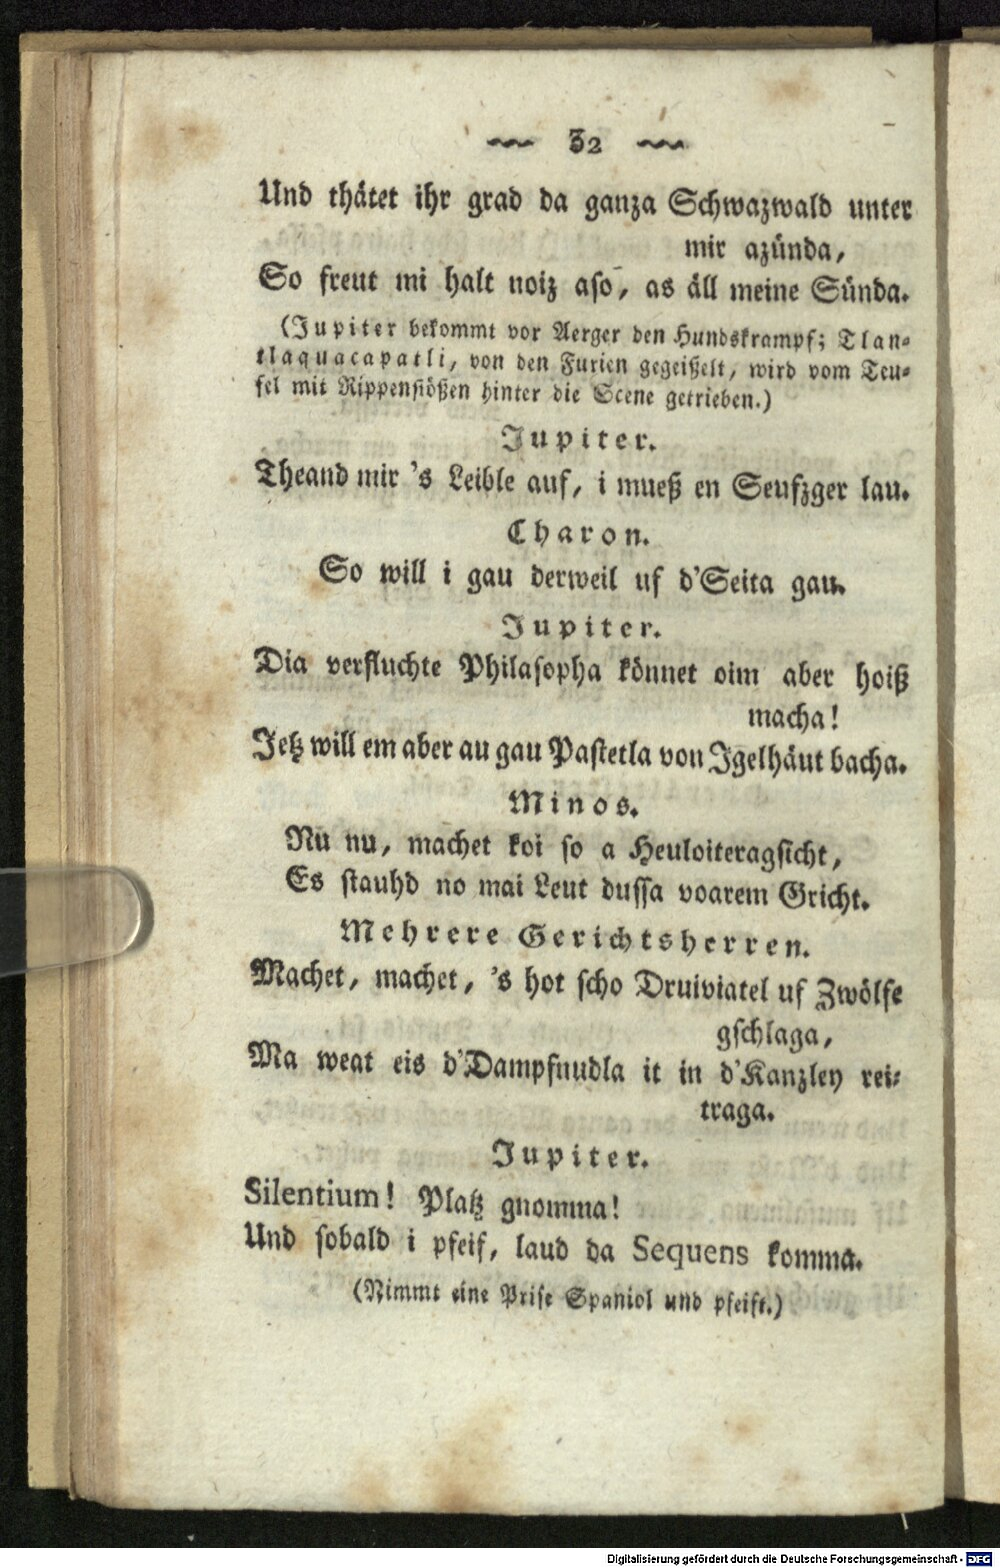 ~ 32 ~
Und thätet ihr grad da ganza Schwazwald unter
mir azünda,
So freut mi halt noiz aso, as äll meine Sünda.
(Jupiter bekommt vor Aerger den Hundskrampf; Tlan-
tlaquacapatli, von den Furien gegeißelt, wird vom Teu-
fel mit Rippenstößen hinter die Scene getrieben.)
Jupiter.
Theand mir 's Leible auf, i mueß en Seufzger lau.
Charon.
So will i gau derweil uf d'Seita gau.
Jupiter.
Dia verfluchte Philasopha können oim aber hoiß
macha!
Jetz will em aber au gau Pastetla von Igelhäut bacha.
Minos.
Nu nu, machet koi so a Heuloiteragsicht,
Es stauhd no mai Leut dussa voarem Gricht.
Mehrere Gerichtsherren.
Machet, machet, 's hot scho Druiviatel uf Zwölfe
gschlaga,
Ma weat eis d'Dampfnudla it in d'Kanzley rei-
traga.
Jupiter.
Silentium! Platz gnomma!
Und sobald i pfeif, laud da Sequens komma.
(Nimmt eine Prise Spaniol und pfeift.)
Digitalisierung gefördert durch die Deutsche Forschungsgemeinschaft - DFG